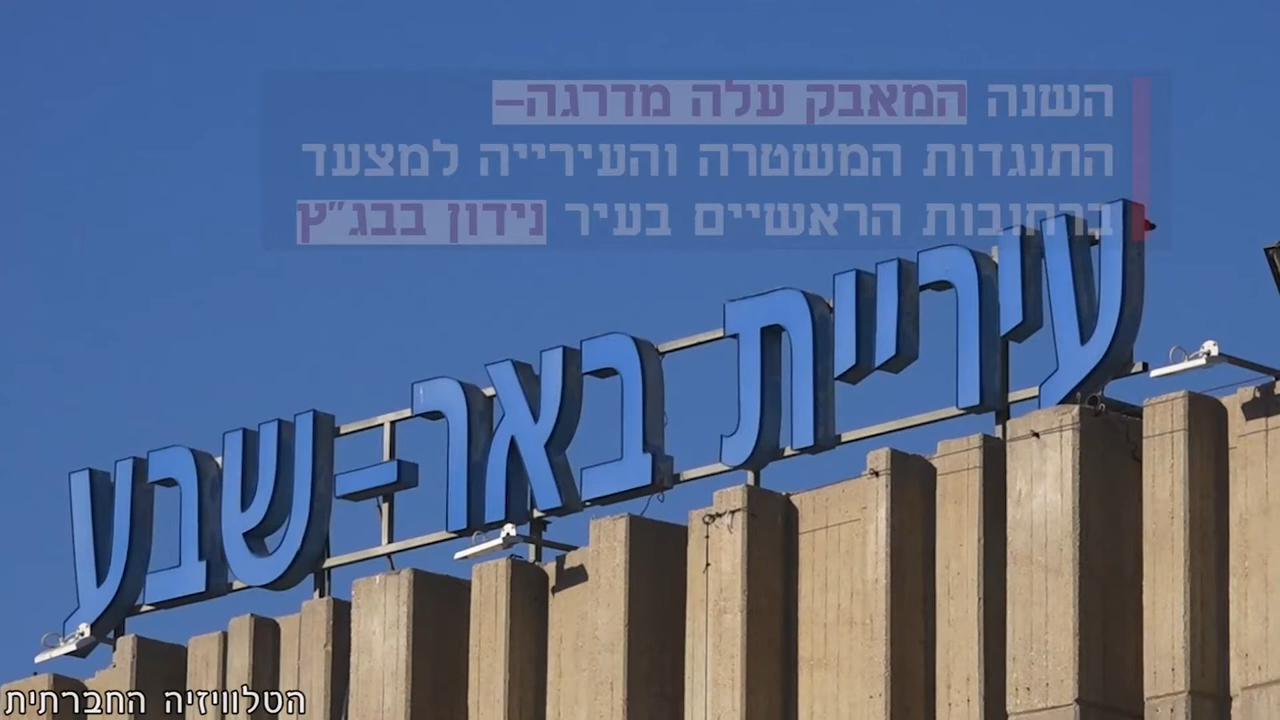 השנה המאבק עלה מדרגה–
התנגדות המשטרה והעירייה למצעד
ברחובות הראשיים בעיר נידון בבג"ץ
עיריית באר-שבע
הטלוויזיה החברתית